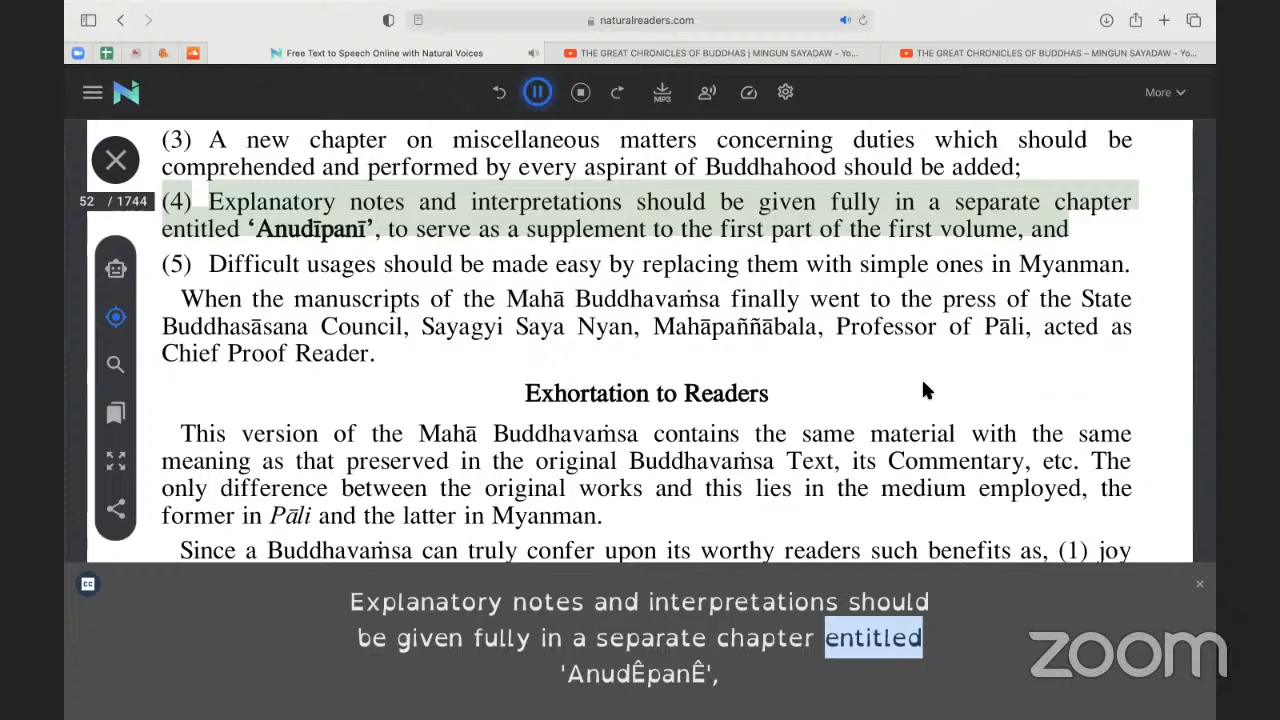 naturalreaders.com
Free Text to Speech Online with Natural Voices
THE GREAT CHRONICLES OF BUDDHAS | MINGUN SAYADAW - Yo...
THE GREAT CHRONICLES OF BUDDHAS – MINGUN SAYADAW - Yo...
MP3
More
(3) A new chapter on miscellaneous matters concerning duties which should be
comprehended and performed by every aspirant of Buddhahood should be added;
52 / 1744
(4) Explanatory notes and interpretations should be given fully in a separate chapter
entitled ‘Anudīpanī’, to serve as a supplement to the first part of the first volume, and
(5) Difficult usages should be made easy by replacing them with simple ones in Myanman.
When the manuscripts of the Mahā Buddhavaṁsa finally went to the press of the State
Buddhasāsana Council, Sayagyi Saya Nyan, Mahāpaññābala, Professor of Pāli, acted as
Chief Proof Reader.
Exhortation to Readers
This version of the Mahā Buddhavaṁsa contains the same material with the same
meaning as that preserved in the original Buddhavaṁsa Text, its Commentary, etc. The
only difference between the original works and this lies in the medium employed, the
former in Pāli and the latter in Myanman.
Since a Buddhavaṁsa can truly confer upon its worthy readers such benefits as, (1) joy
CC
Explanatory notes and interpretations should
be given fully in a separate chapter entitled
'AnudÊpanÊ',
zoom